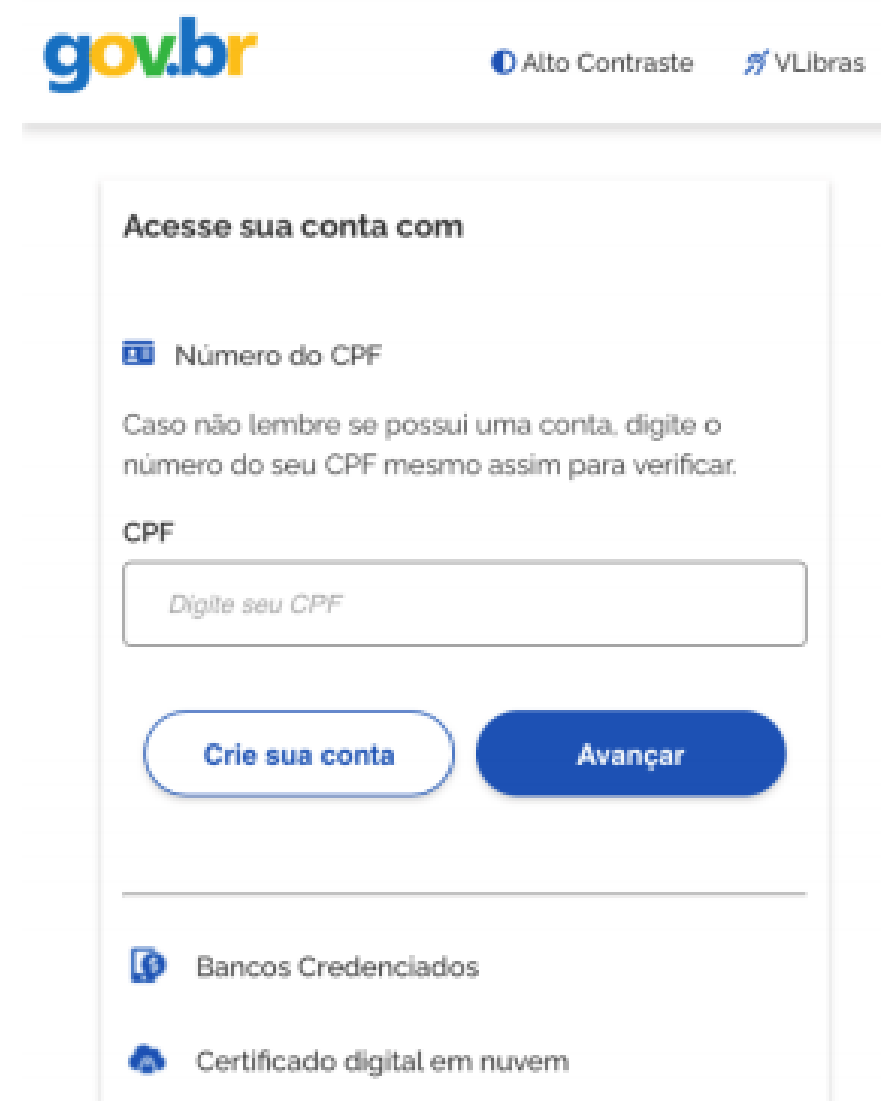 gov.br
Alto Contraste VLibras
Acesse sua conta com
Número do CPF
Caso não lembre se possui uma conta, digite o
número do seu CPF mesmo assim para verificar.
CPF
Digite seu CPF
Crie sua conta Avançar
Bancos Credenciados
Certificado digital em nuvem